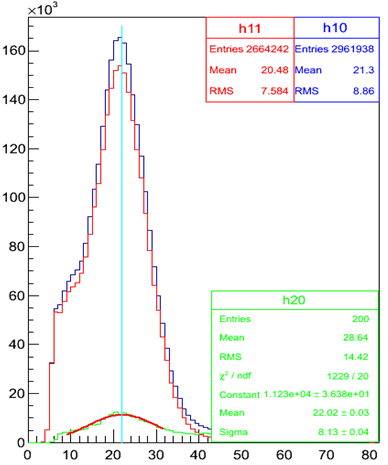 ×10³
h11 h10
Entries 2664242 Entries 2961938
Mean 20.48 Mean 21.3
RMS 7.584 RMS 8.86
160
140
120
100
80
60
40
20
0
h20
Entries 200
Mean 28.64
RMS 14.42
χ² / ndf 1229 / 20
Constant 1.123e+04 ± 3.638e+01
Mean 22.02 ± 0.03
Sigma 8.13 ± 0.04
0 10 20 30 40 50 60 70 80